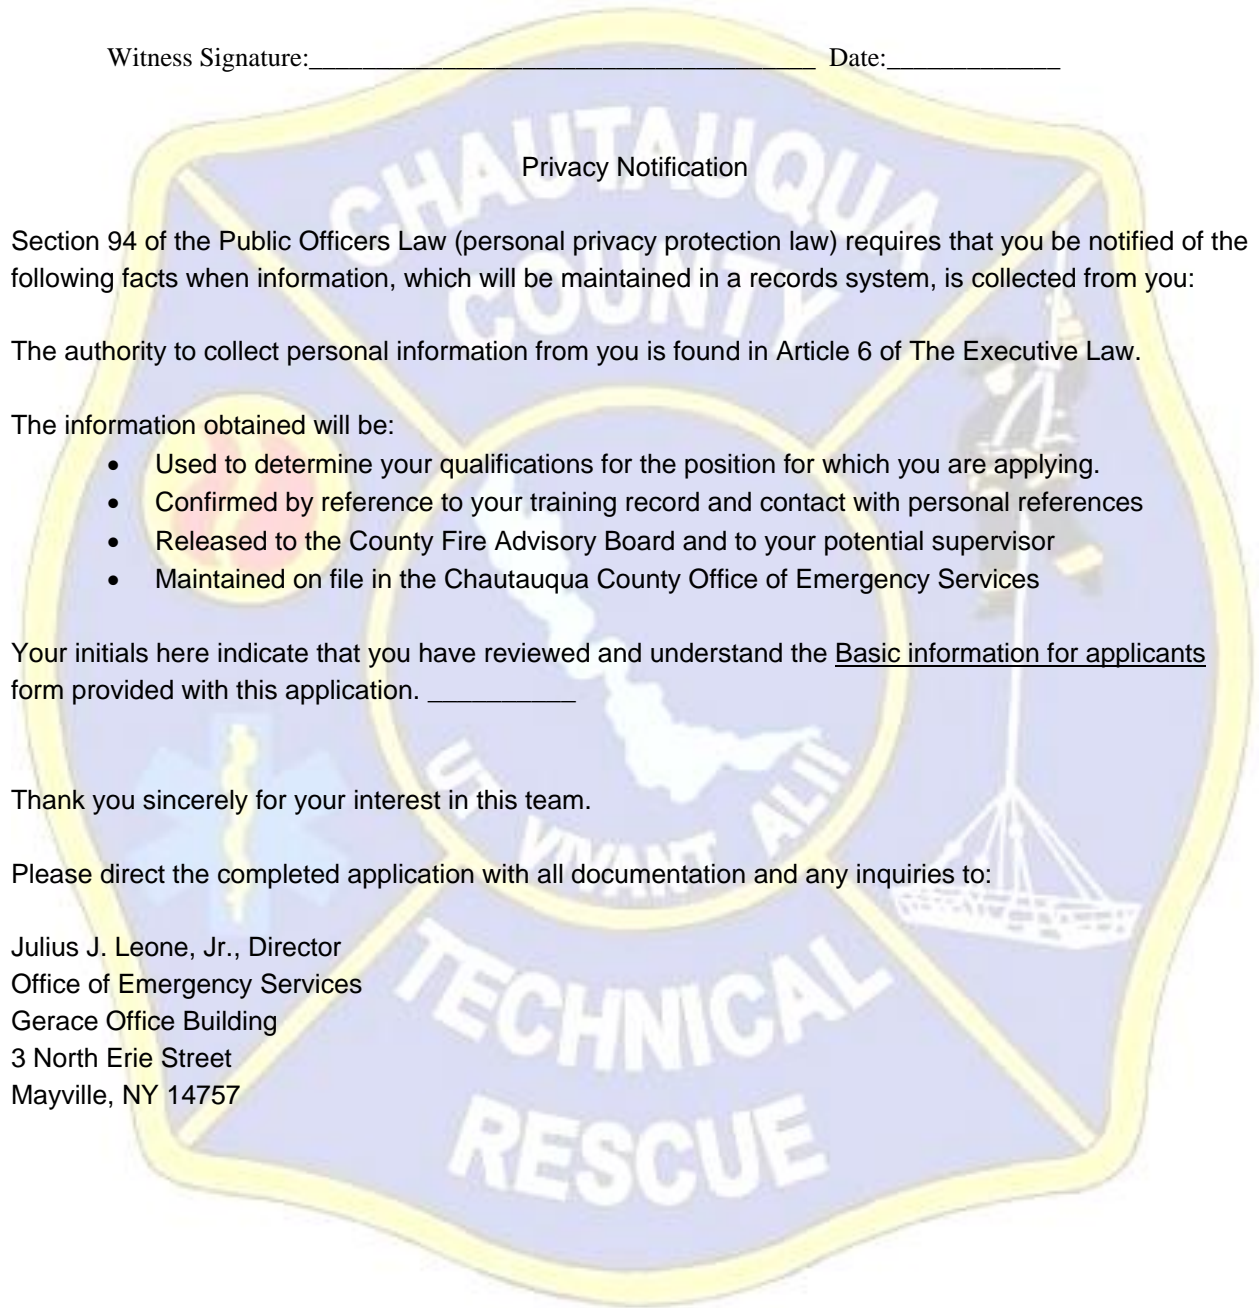 Witness Signature:______________________________________ Date:_____________
Privacy Notification
Section 94 of the Public Officers Law (personal privacy protection law) requires that you be notified of the
following facts when information, which will be maintained in a records system, is collected from you:
The authority to collect personal information from you is found in Article 6 of The Executive Law.
The information obtained will be:
• Used to determine your qualifications for the position for which you are applying.
• Confirmed by reference to your training record and contact with personal references
• Released to the County Fire Advisory Board and to your potential supervisor
• Maintained on file in the Chautauqua County Office of Emergency Services
Your initials here indicate that you have reviewed and understand the Basic information for applicants
form provided with this application. __________
Thank you sincerely for your interest in this team.
Please direct the completed application with all documentation and any inquiries to:
Julius J. Leone, Jr., Director
Office of Emergency Services
Gerace Office Building
3 North Erie Street
Mayville, NY 14757
CHAUTAUQUA
COUNTY
UT VIVANT ALII
TECHNICAL
RESCUE